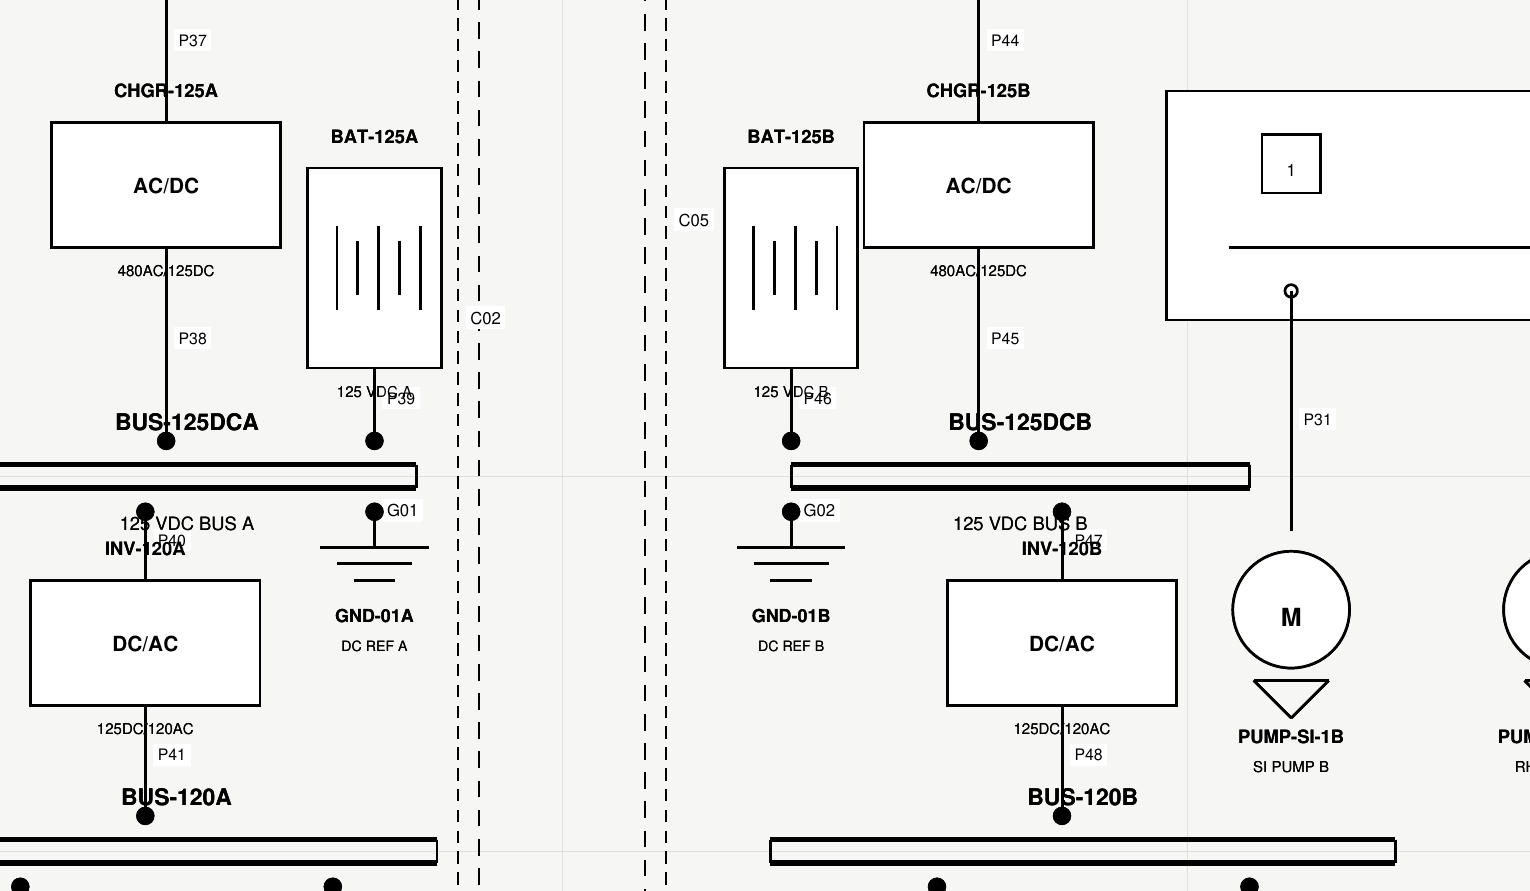 P37
P44
CHGR-125A
CHGR-125B
BAT-125A
BAT-125B
1
AC/DC
AC/DC
C05
480AC/125DC
480AC/125DC
C02
P38
P45
125 VDC A
P39
125 VDC B
P46
P31
BUS-125DCA
BUS-125DCB
G01
G02
125 VDC BUS A
125 VDC BUS B
P40
P47
INV-120A
INV-120B
GND-01A
GND-01B
M
DC/AC
DC/AC
DC REF A
DC REF B
125DC/120AC
125DC/120AC
PUMP-SI-1B
PUM
P41
P48
SI PUMP B
RH
BUS-120A
BUS-120B